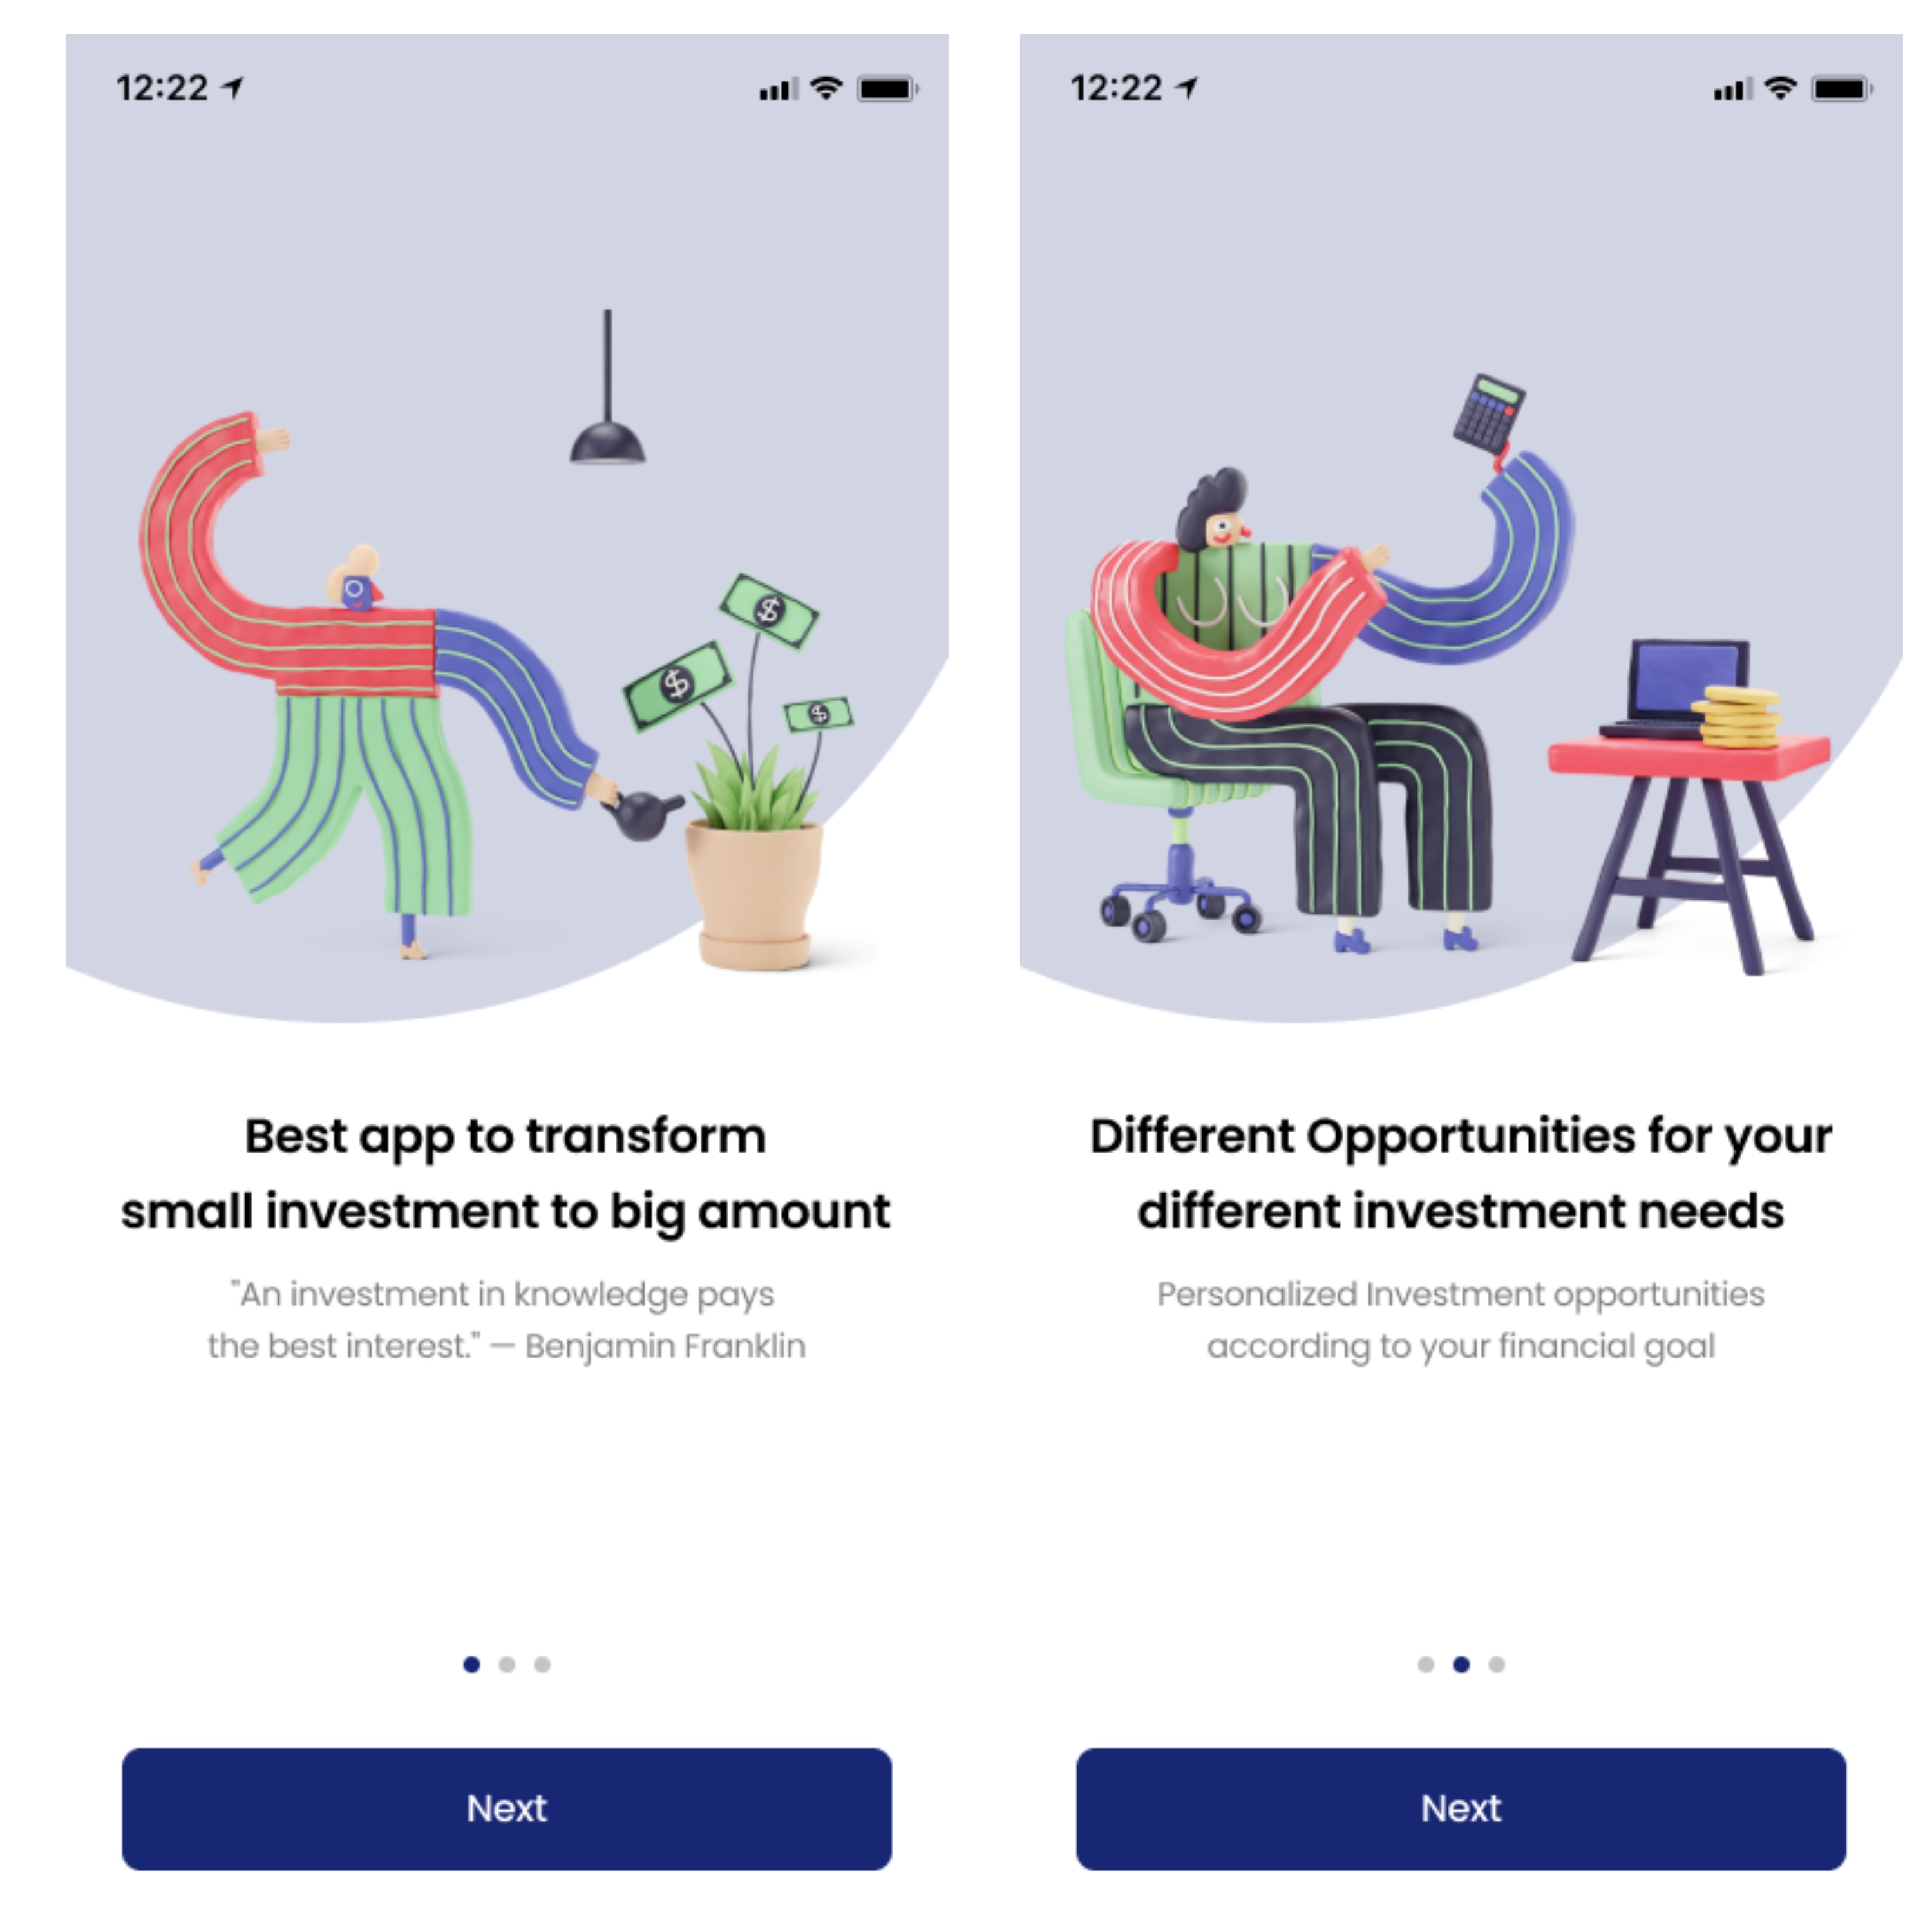 12:22
Best app to transform
small investment to big amount
"An investment in knowledge pays
the best interest." — Benjamin Franklin
Next
12:22
Different Opportunities for your
different investment needs
Personalized Investment opportunities
according to your financial goal
Next